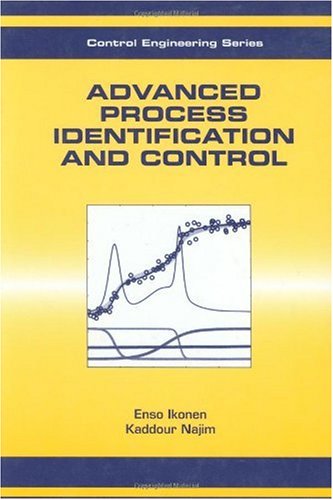 Control Engineering Series
ADVANCED
PROCESS
IDENTIFICATION
AND CONTROL
Enso Ikonen
Kaddour Najim